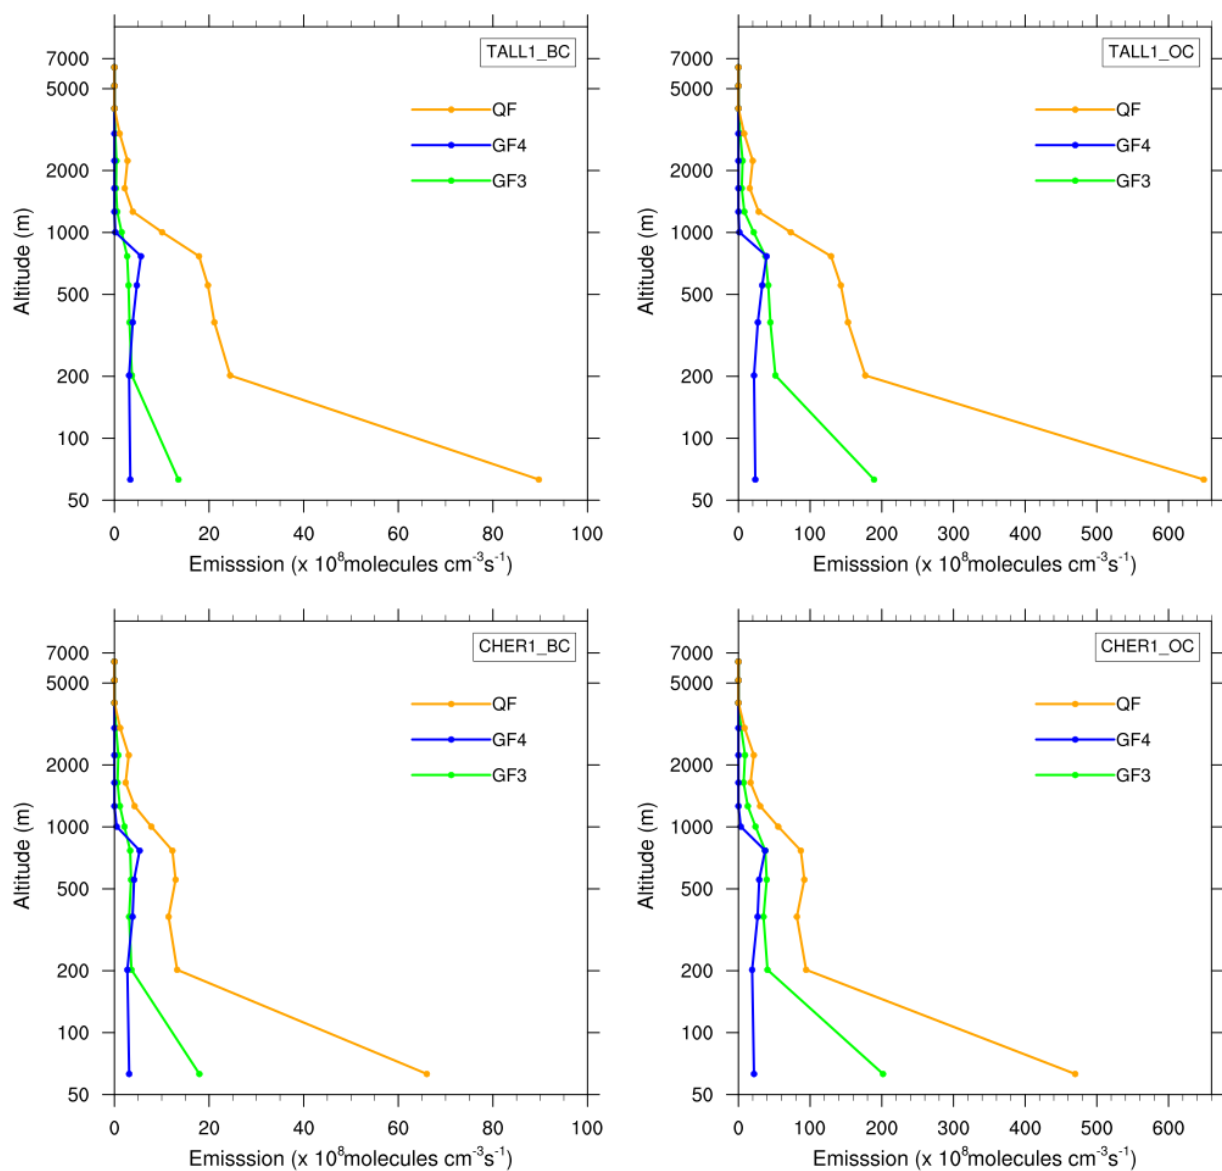 0 20 40 60 80 100
7000
5000
2000
1000
500
200
100
50
Altitude (m)
Emisssion (x 10⁸molecules cm⁻³s⁻¹)
TALL1_BC
QF
GF4
GF3
0 100 200 300 400 500 600
7000
5000
2000
1000
500
200
100
50
Altitude (m)
Emisssion (x 10⁸molecules cm⁻³s⁻¹)
TALL1_OC
QF
GF4
GF3
0 20 40 60 80 100
7000
5000
2000
1000
500
200
100
50
Altitude (m)
Emisssion (x 10⁸molecules cm⁻³s⁻¹)
CHER1_BC
QF
GF4
GF3
0 100 200 300 400 500 600
7000
5000
2000
1000
500
200
100
50
Altitude (m)
Emisssion (x 10⁸molecules cm⁻³s⁻¹)
CHER1_OC
QF
GF4
GF3